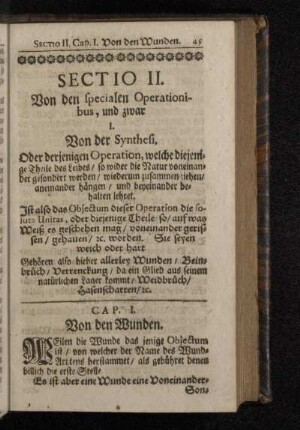 SECTIO II. CAP. I. Von den Wunden. 45
SECTIO II.
Von den specialen Operationi-
bus, und zwar
I.
Von der Synthesi,
Oder derjenigen Operation, welche diejeni-
ge Theile des Leibes / so wider die Natur voneinan-
der gesondert werden / wiederum zusammen ziehen /
aneinander hängen / und beyeinander be-
halten lehret.
Ist also das Objectum dieser Operation die so-
luta Unitas, oder diejenige Theile / so / auf was
Weiß es geschehen mag / voneinander geris-
sen / gehauen / ꝛc. worden. Sie seyen
weich oder hart
Gehören also hieher allerley Wunden / Bein-
brüch / Verrenckung / da ein Glied aus seinem
natürlichen Lager kommt / Weidbrüch /
Hasenscharten / ꝛc.
CAP. I.
Von den Wunden.
WEilen die Wunde das jenige Objectum
ist / von welcher der Name des Wund-
Artztens herstammet / als gebühret denen
billich die erste Stell.
Es ist aber eine Wunde eine Voneinander-
Son-